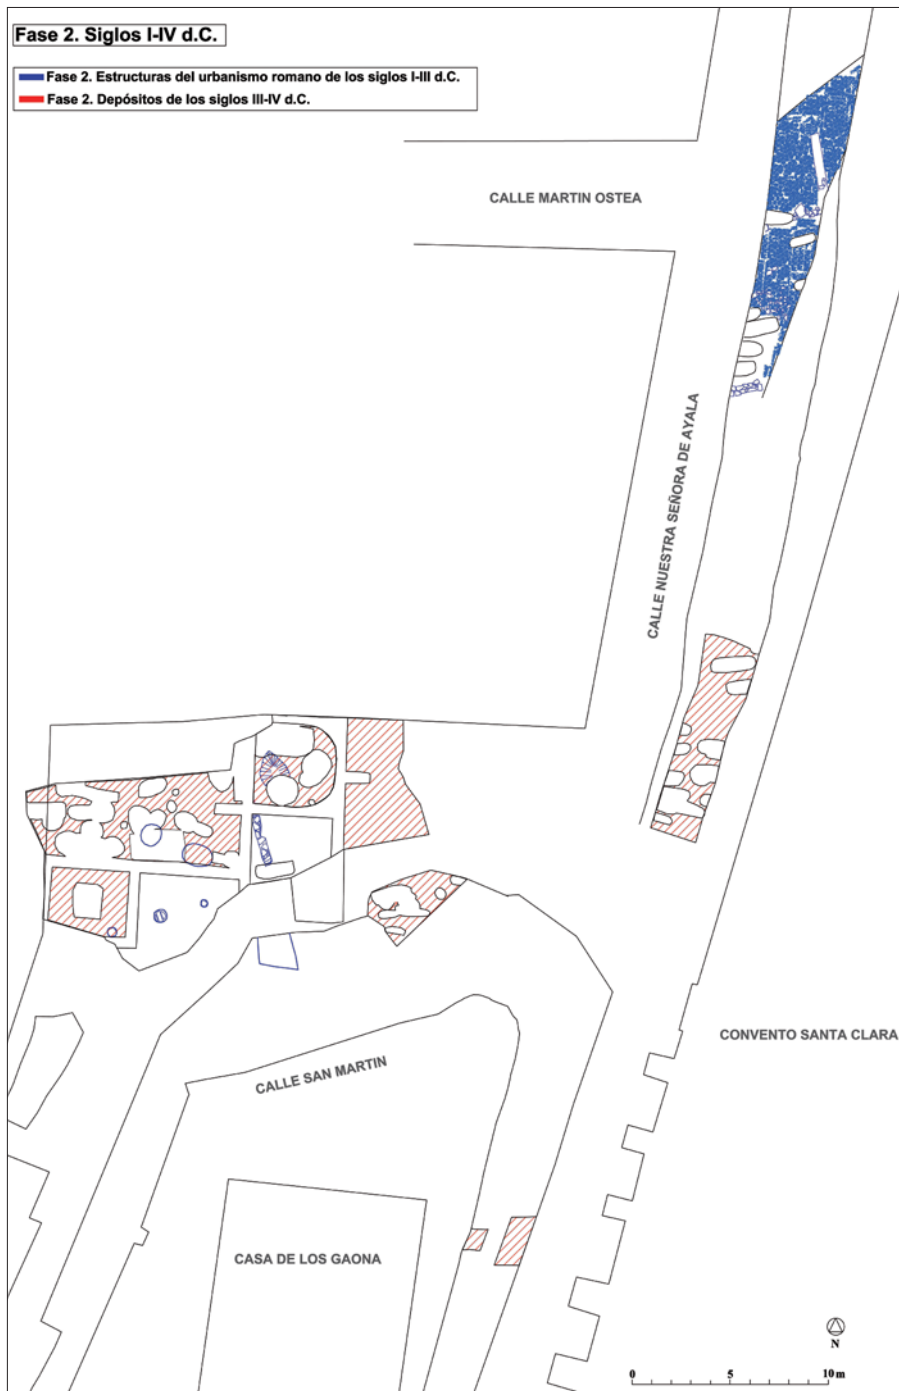 Fase 2. Siglos I-IV d.C.
Fase 2. Estructuras del urbanismo romano de los siglos I-III d.C.
Fase 2. Depósitos de los siglos III-IV d.C.
CALLE MARTIN OSTEA
CALLE NUESTRA SEÑORA DE AYALA
CONVENTO SANTA CLARA
CALLE SAN MARTIN
CASA DE LOS GAONA
N
0 5 10 m